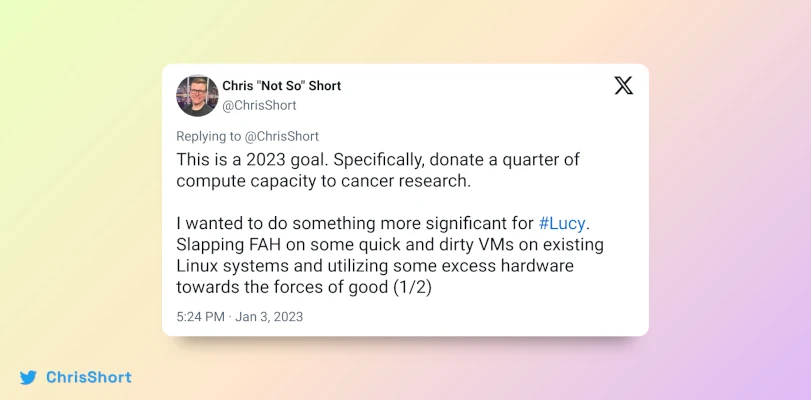 Chris "Not So" Short
@ChrisShort
Replying to @ChrisShort
This is a 2023 goal. Specifically, donate a quarter of
compute capacity to cancer research.
I wanted to do something more significant for #Lucy.
Slapping FAH on some quick and dirty VMs on existing
Linux systems and utilizing some excess hardware
towards the forces of good (1/2)
5:24 PM · Jan 3, 2023
ChrisShort